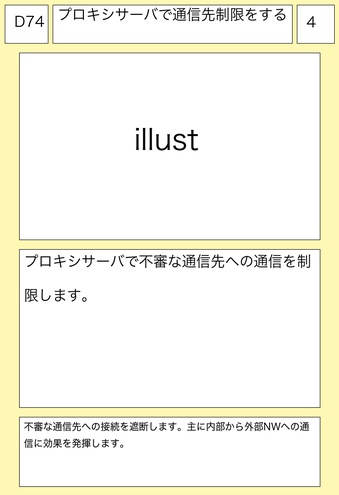 D74
プロキシサーバで通信先制限をする
4
illust
プロキシサーバで不審な通信先への通信を制
限します。
不審な通信先への接続を遮断します。主に内部から外部NWへの通
信に効果を発揮します。